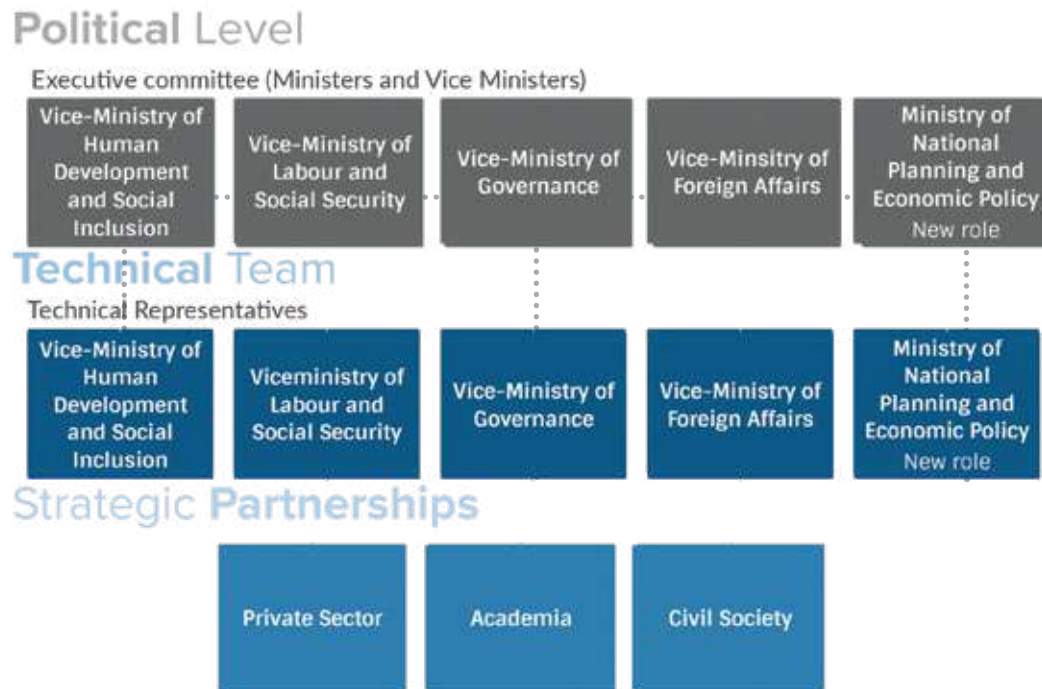 Political Level
Executive committee (Ministers and Vice Ministers)
Vice-Ministry of
Human
Development
and Social
Inclusion
Vice-Ministry of
Labour and
Social Security
Vice-Ministry of
Governance
Vice-Minsitry of
Foreign Affairs
Ministry of
National
Planning and
Economic Policy
New role
Technical Team
Technical Representatives
Vice-Ministry of
Human
Development
and Social
Inclusion
Viceministry of
Labour and
Social Security
Vice-Ministry of
Governance
Vice-Ministry of
Foreign Affairs
Ministry of
National
Planning and
Economic Policy
New role
Strategic Partnerships
Private Sector
Academia
Civil Society